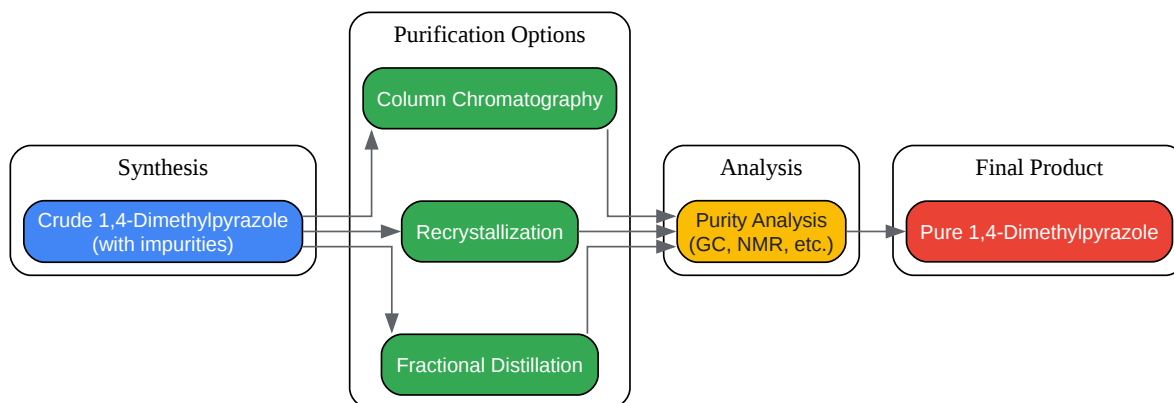 Synthesis
Crude 1,4-Dimethylpyrazole
(with impurities)
Purification Options
Column Chromatography
Recrystallization
Fractional Distillation
Analysis
Purity Analysis
(GC, NMR, etc.)
Final Product
Pure 1,4-Dimethylpyrazole